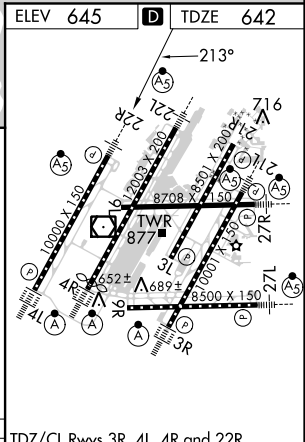 ELEV 645 D TDZE 642
213°
A5
22R
22L
716
21R
21L
A5
P
P
A5
A5
10000 X 150
12003 X 200
8501 X 200
8708 X 150
9L
TWR
877
P
27R
10001 X 150
3L
P
652±
689±
4R
4L
9R
8500 X 150
27L
A5
P
P
A
A
A
3R
TDZ/CL Rwys 3R, 4L, 4R and 22R